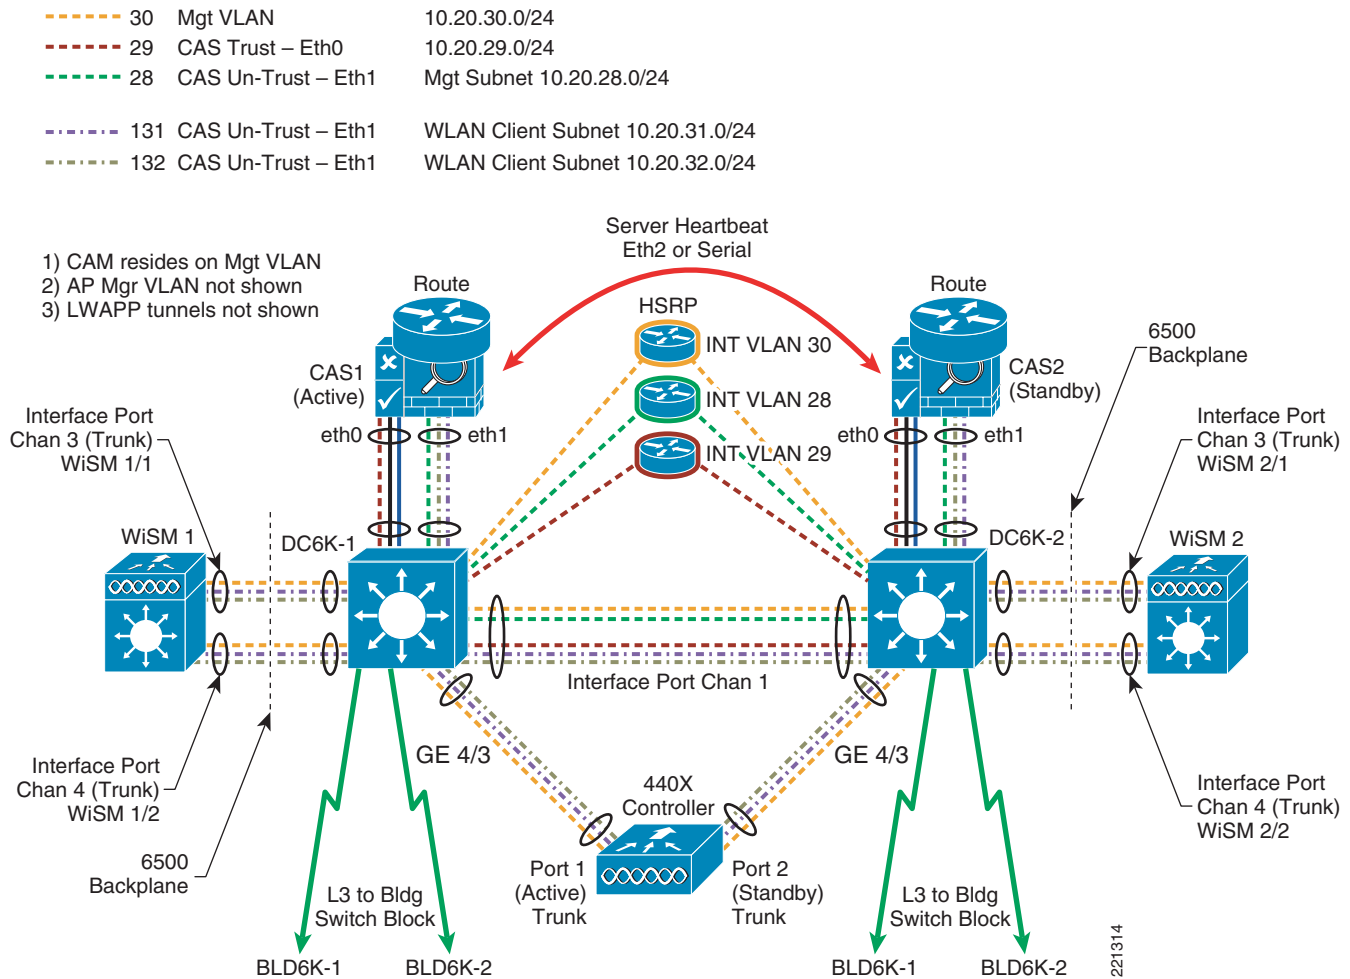 30 Mgt VLAN 10.20.30.0/24
29 CAS Trust – Eth0 10.20.29.0/24
28 CAS Un-Trust – Eth1 Mgt Subnet 10.20.28.0/24
131 CAS Un-Trust – Eth1 WLAN Client Subnet 10.20.31.0/24
132 CAS Un-Trust – Eth1 WLAN Client Subnet 10.20.32.0/24
Server Heartbeat
Eth2 or Serial
1) CAM resides on Mgt VLAN
2) AP Mgr VLAN not shown
3) LWAPP tunnels not shown
Route
HSRP
Route
INT VLAN 30
INT VLAN 28
INT VLAN 29
6500
Backplane
CAS1
(Active)
CAS2
(Standby)
Interface Port
Chan 3 (Trunk)
WiSM 1/1
eth0
eth1
eth0
eth1
Interface Port
Chan 3 (Trunk)
WiSM 2/1
WiSM 1
DC6K-1
DC6K-2
WiSM 2
Interface Port Chan 1
GE 4/3
GE 4/3
Interface Port
Chan 4 (Trunk)
WiSM 1/2
440X
Controller
Interface Port
Chan 4 (Trunk)
WiSM 2/2
6500
Backplane
Port 1
(Active)
Trunk
Port 2
(Standby)
Trunk
L3 to Bldg
Switch Block
L3 to Bldg
Switch Block
BLD6K-1
BLD6K-2
BLD6K-1
BLD6K-2
221314